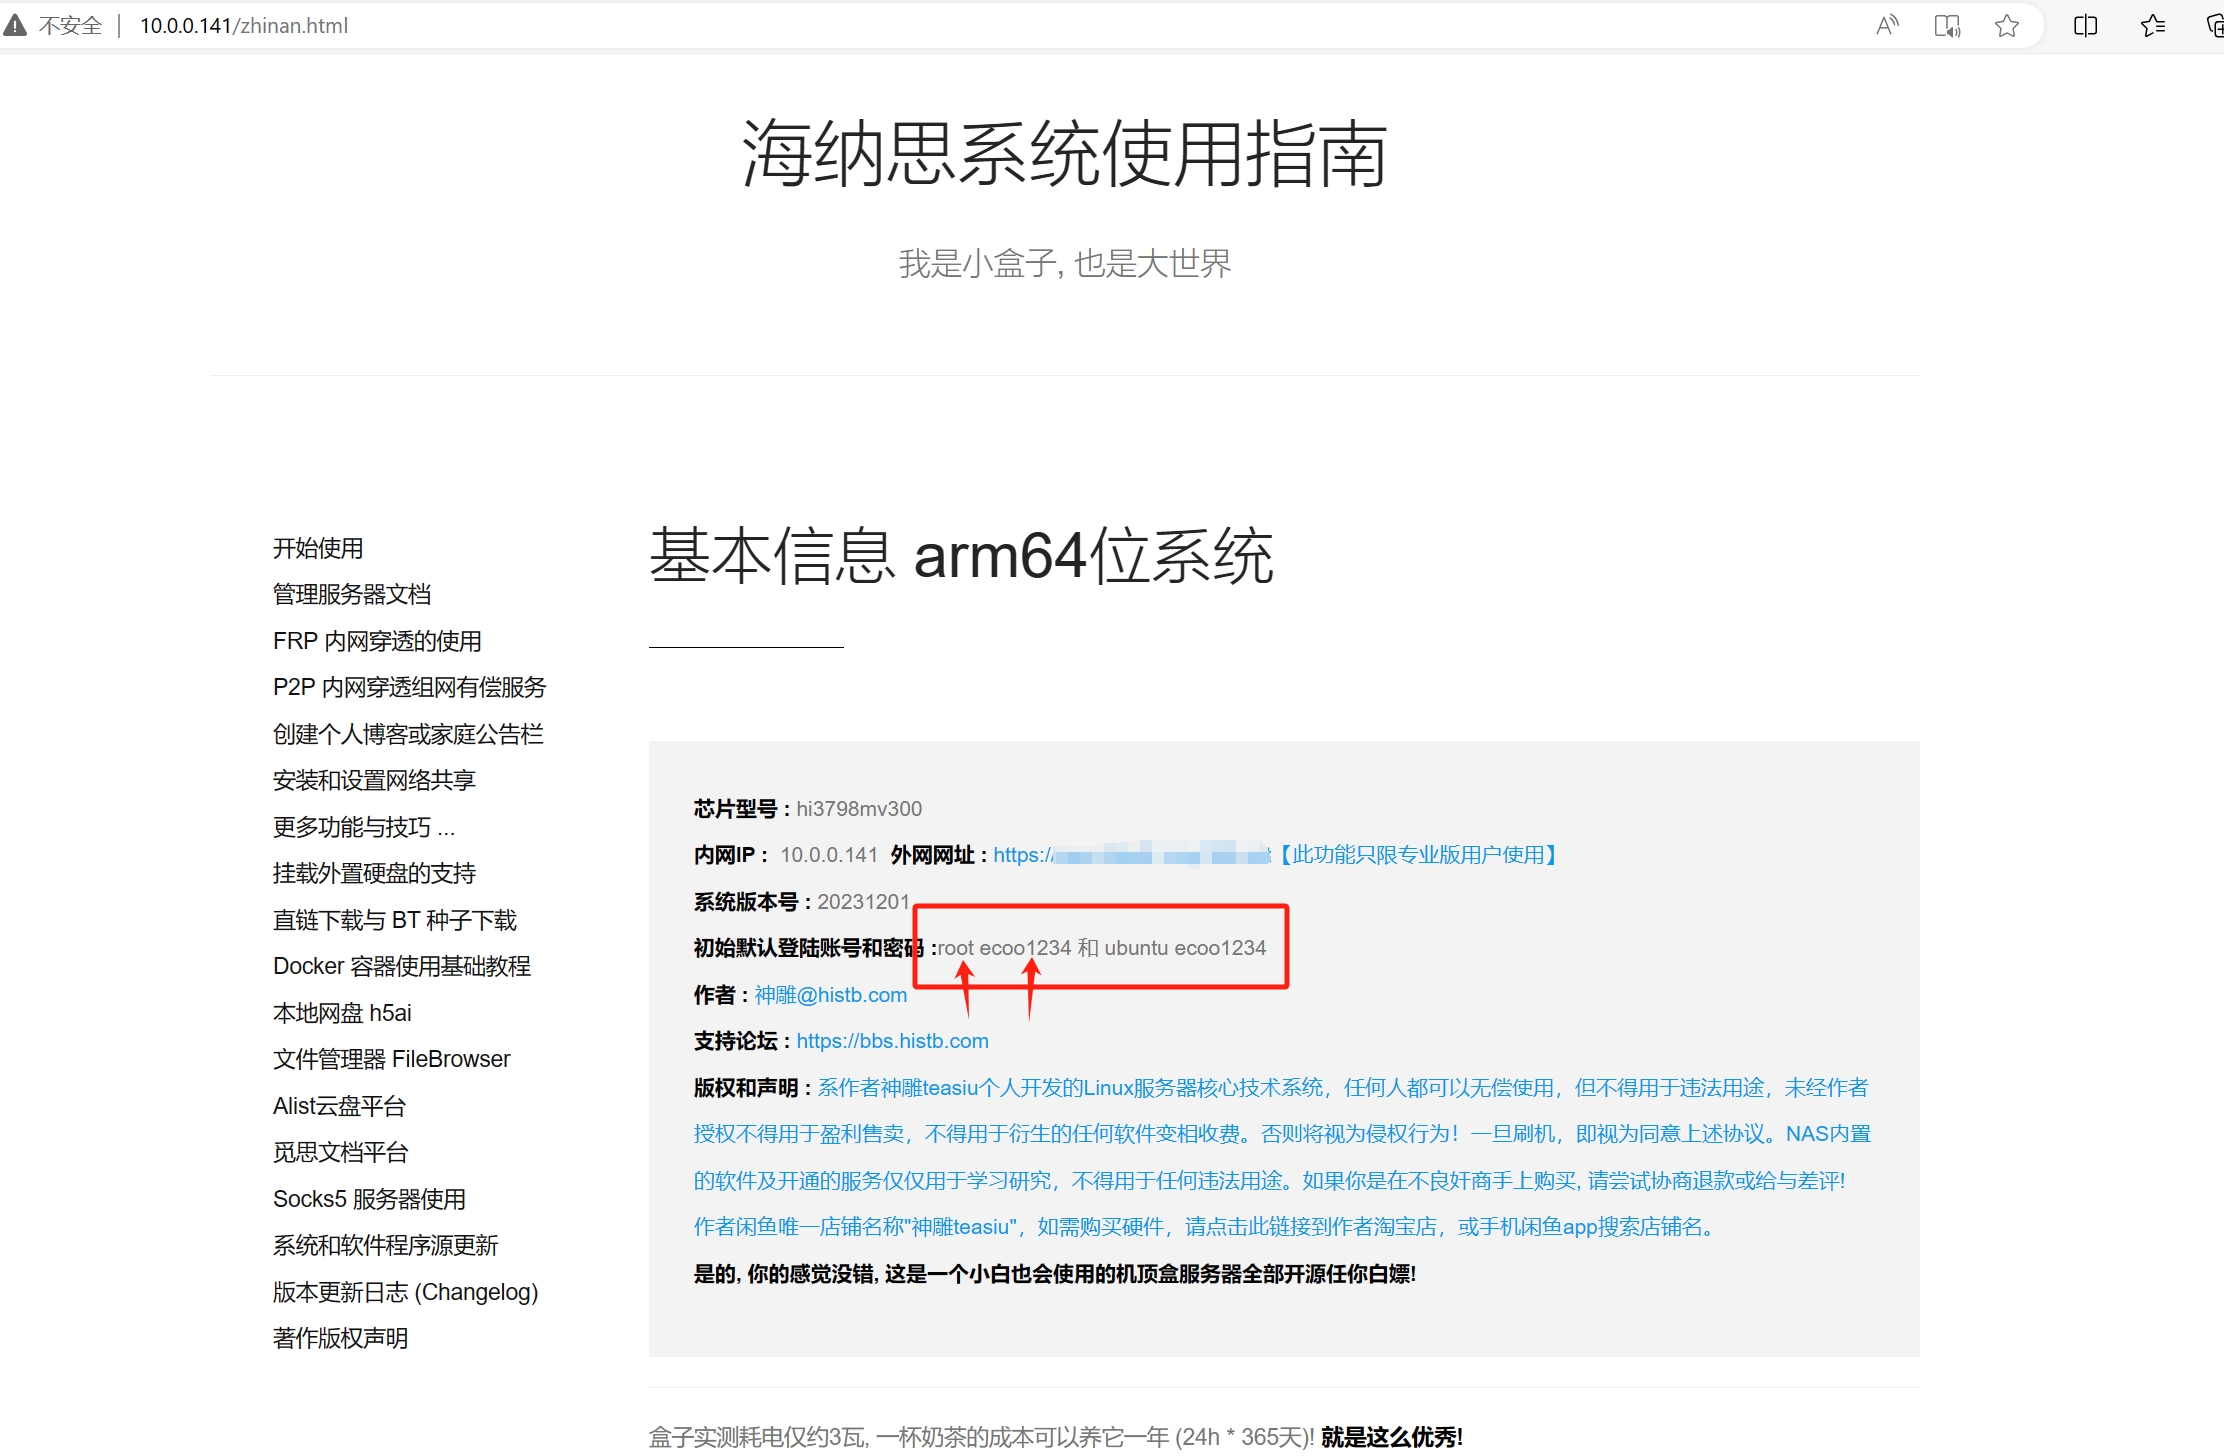 不安全 | 10.0.0.141/zhinan.html
海纳思系统使用指南
我是小盒子, 也是大世界
开始使用
管理服务器文档
FRP 内网穿透的使用
P2P 内网穿透组网有偿服务
创建个人博客或家庭公告栏
安装和设置网络共享
更多功能与技巧 ...
挂载外置硬盘的支持
直链下载与 BT 种子下载
Docker 容器使用基础教程
本地网盘 h5ai
文件管理器 FileBrowser
Alist云盘平台
觅思文档平台
Socks5 服务器使用
系统和软件程序源更新
版本更新日志 (Changelog)
著作版权声明
基本信息 arm64位系统
芯片型号 : hi3798mv300
内网IP : 10.0.0.141 外网网址 : https:/【此功能只限专业版用户使用】
系统版本号 : 20231201
初始默认登陆账号和密码 :root ecoo1234 和 ubuntu ecoo1234
作者 : 神雕@histb.com
支持论坛 : https://bbs.histb.com
版权和声明 : 系作者神雕teasiu个人开发的Linux服务器核心技术系统，任何人都可以无偿使用，但不得用于违法用途，未经作者
授权不得用于盈利售卖，不得用于衍生的任何软件变相收费。否则将视为侵权行为！一旦刷机，即视为同意上述协议。NAS内置
的软件及开通的服务仅仅用于学习研究，不得用于任何违法用途。如果你是在不良奸商手上购买, 请尝试协商退款或给与差评!
作者闲鱼唯一店铺名称"神雕teasiu"，如需购买硬件，请点击此链接到作者淘宝店，或手机闲鱼app搜索店铺名。
是的, 你的感觉没错, 这是一个小白也会使用的机顶盒服务器全部开源任你白嫖!
盒子实测耗电仅约3瓦, 一杯奶茶的成本可以养它一年 (24h * 365天)! 就是这么优秀!